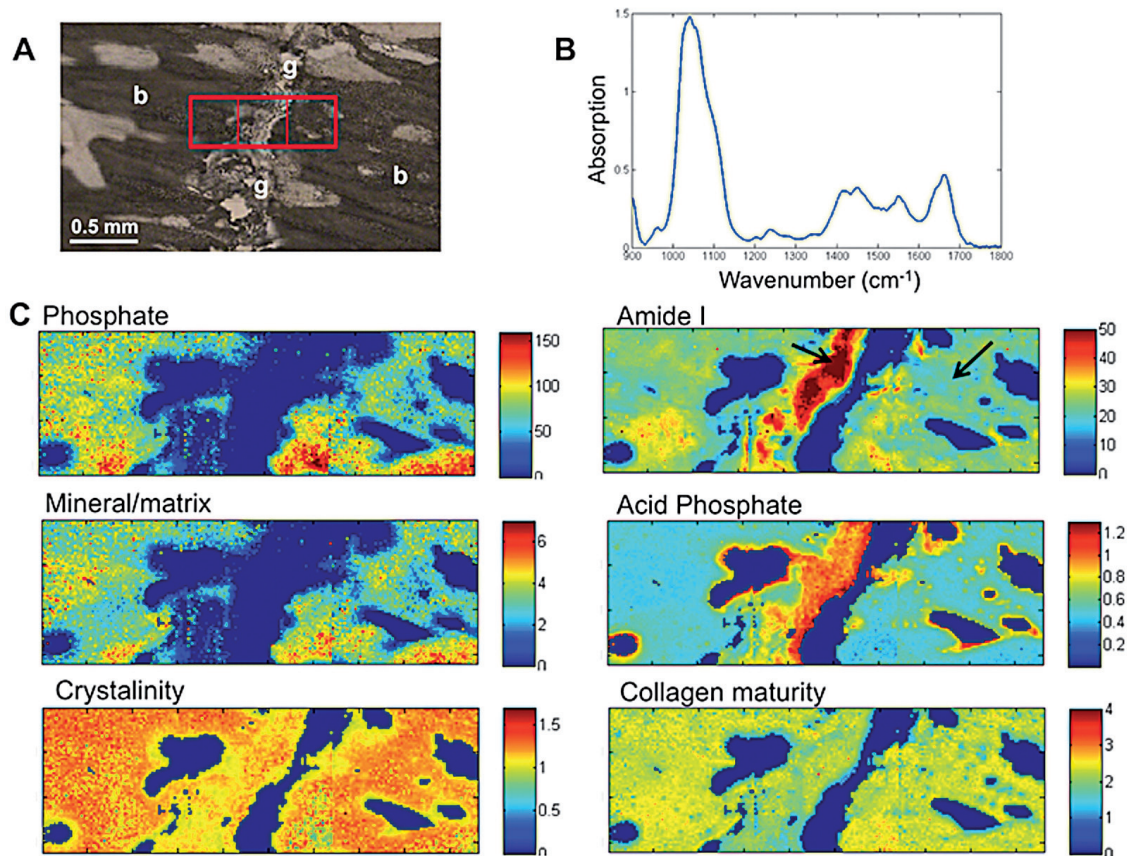 A
b
g
g
b
0.5 mm
B
Absorption
1.5
1
0.5
0
900 1000 1100 1200 1300 1400 1500 1600 1700 1800
Wavenumber (cm-1)
C
Phosphate
150
100
50
0
Amide I
50
40
30
20
10
0
Mineral/matrix
6
4
2
0
Acid Phosphate
1.2
1
0.8
0.6
0.4
0.2
Crystalinity
1.5
1
0.5
0
Collagen maturity
4
3
2
1
0